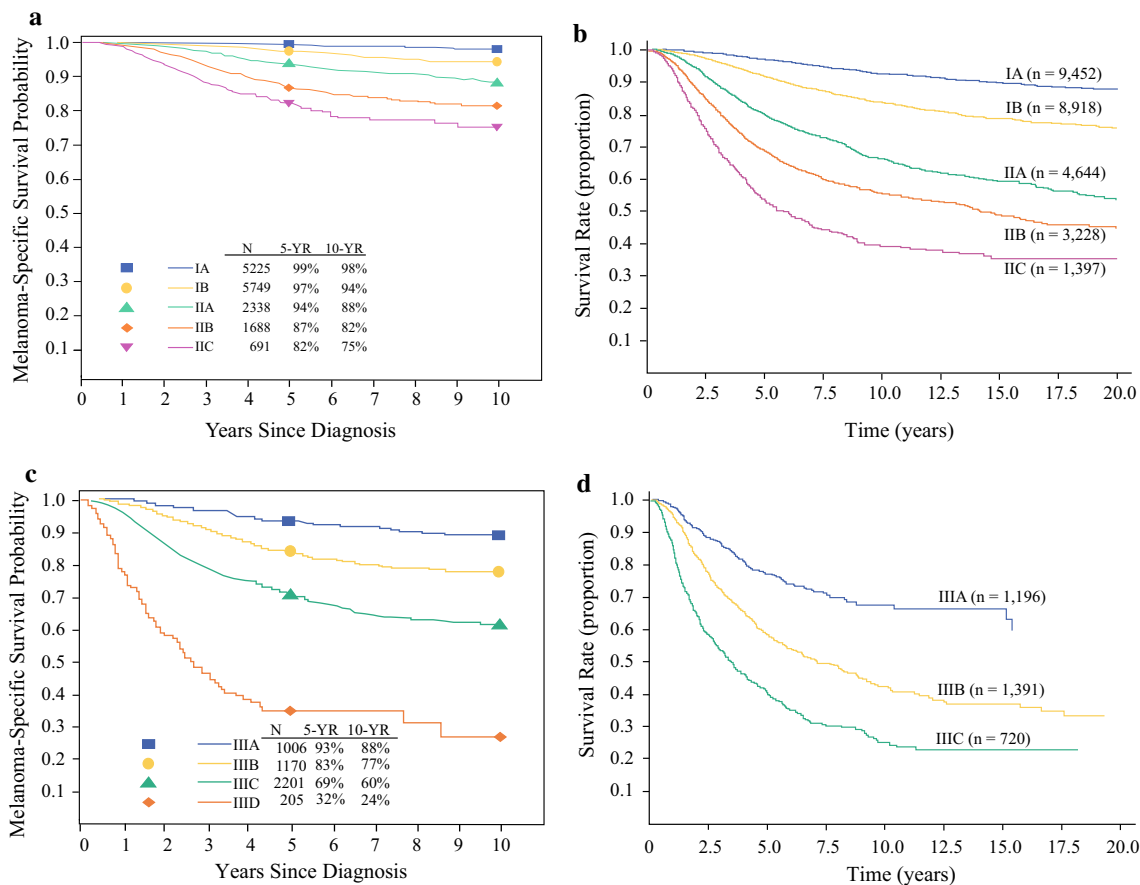 a
Melanoma-Specific Survival Probability
1.0
0.9
0.8
0.7
0.6
0.5
0.4
0.3
0.2
0.1
N 5-YR 10-YR
IA 5225 99% 98%
IB 5749 97% 94%
IIA 2338 94% 88%
IIB 1688 87% 82%
IIC 691 82% 75%
0 1 2 3 4 5 6 7 8 9 10
Years Since Diagnosis
b
Survival Rate (proportion)
1.0
0.9
0.8
0.7
0.6
0.5
0.4
0.3
0.2
0.1
IA (n = 9,452)
IB (n = 8,918)
IIA (n = 4,644)
IIB (n = 3,228)
IIC (n = 1,397)
0 2.5 5.0 7.5 10.0 12.5 15.0 17.5 20.0
Time (years)
c
Melanoma-Specific Survival Probability
1.0
0.9
0.8
0.7
0.6
0.5
0.4
0.3
0.2
0.1
N 5-YR 10-YR
IIIA 1006 93% 88%
IIIB 1170 83% 77%
IIIC 2201 69% 60%
IIID 205 32% 24%
0 1 2 3 4 5 6 7 8 9 10
Years Since Diagnosis
d
Survival Rate (proportion)
1.0
0.9
0.8
0.7
0.6
0.5
0.4
0.3
0.2
0.1
IIIA (n = 1,196)
IIIB (n = 1,391)
IIIC (n = 720)
0 2.5 5.0 7.5 10.0 12.5 15.0 17.5 20.0
Time (years)